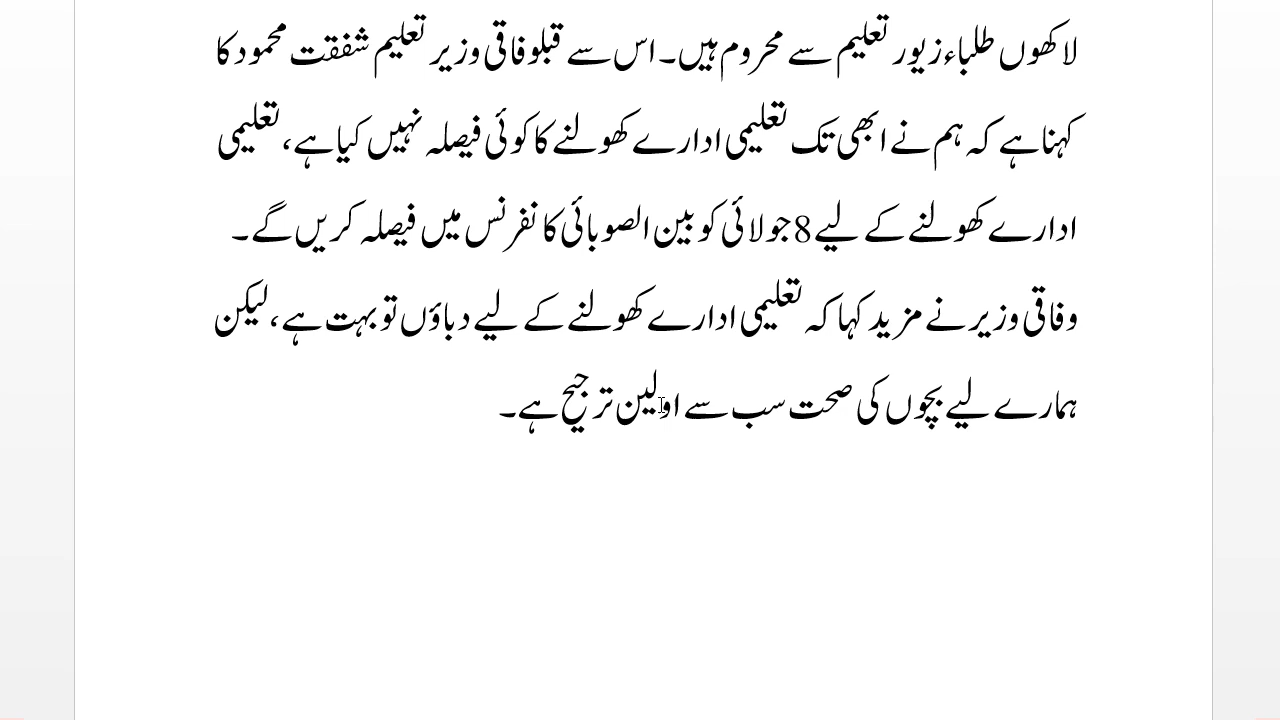 لاکھوں طلباء زیور تعلیم سے محروم ہیں۔ اس سے قبلوفاقی وزیر تعلیم شفقت محمود کا
کہنا ہے کہ ہم نے ابھی تک تعلیمی ادارے کھولنے کا کوئی فیصلہ نہیں کیا ہے، تعلیمی
ادارے کھولنے کے لیے 8 جولائی کو بین الصوبائی کانفرنس میں فیصلہ کریں گے۔
وفاقی وزیر نے مزید کہا کہ تعلیمی ادارے کھولنے کے لیے دباؤں تو بہت ہے، لیکن
ہمارے لیے بچوں کی صحت سب سے اولین ترجیح ہے۔